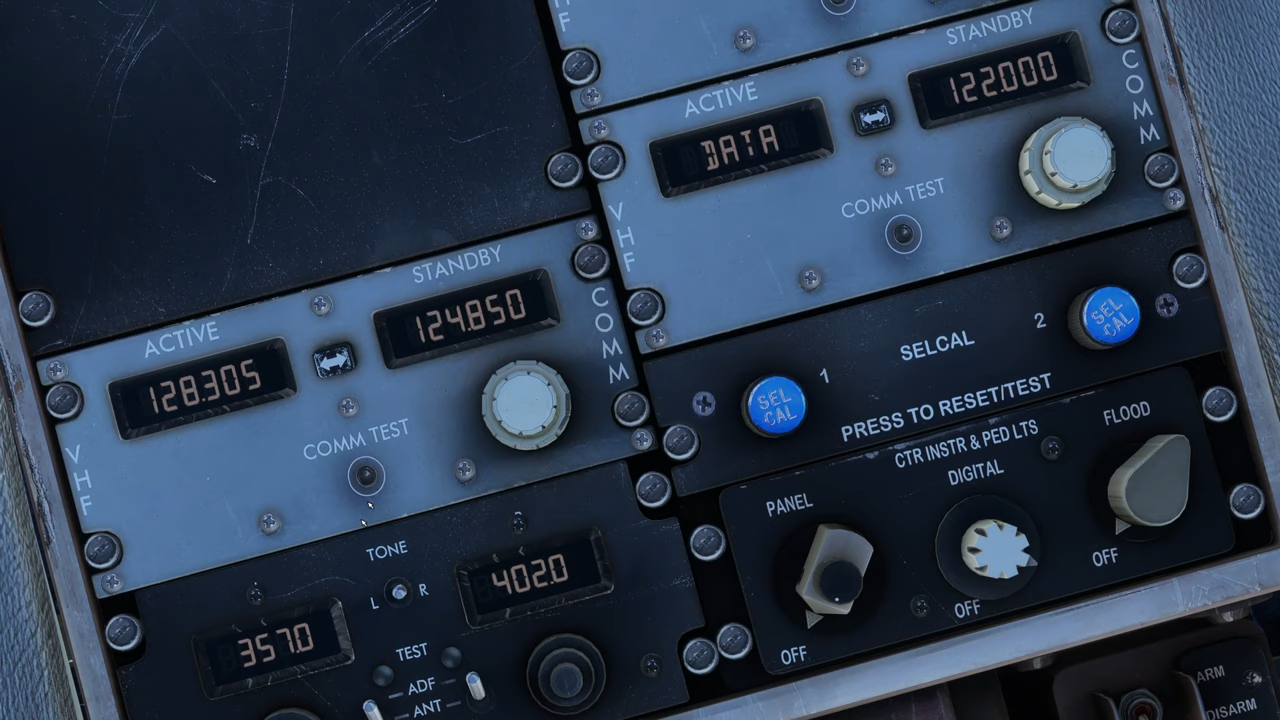 VHF
STANDBY
122.000
ACTIVE
DATA
COMM
COMM TEST
VHF
STANDBY
124.850
ACTIVE
128.305
COMM
COMM TEST
VHF
SELCAL
1
2
SEL
CAL
SEL
CAL
PRESS TO RESET/TEST
CTR INSTR & PED LTS
PANEL
DIGITAL
FLOOD
OFF
OFF
OFF
TONE
L
R
357.0
402.0
TEST
ADF
ANT
ARM
DISARM